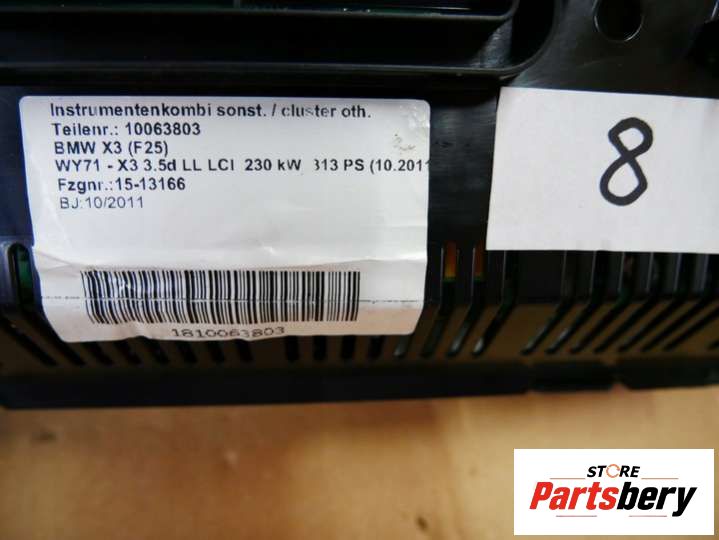 Instrumentenkombi sonst. / cluster oth.
Teilenr.: 10063803
BMW X3 (F25)
WY71 - X3 3.5d LL LCI 230 kW 313 PS (10.2011
Fzgnr.:15-13166
BJ:10/2011
1810063803
8
STORE
Partsbery